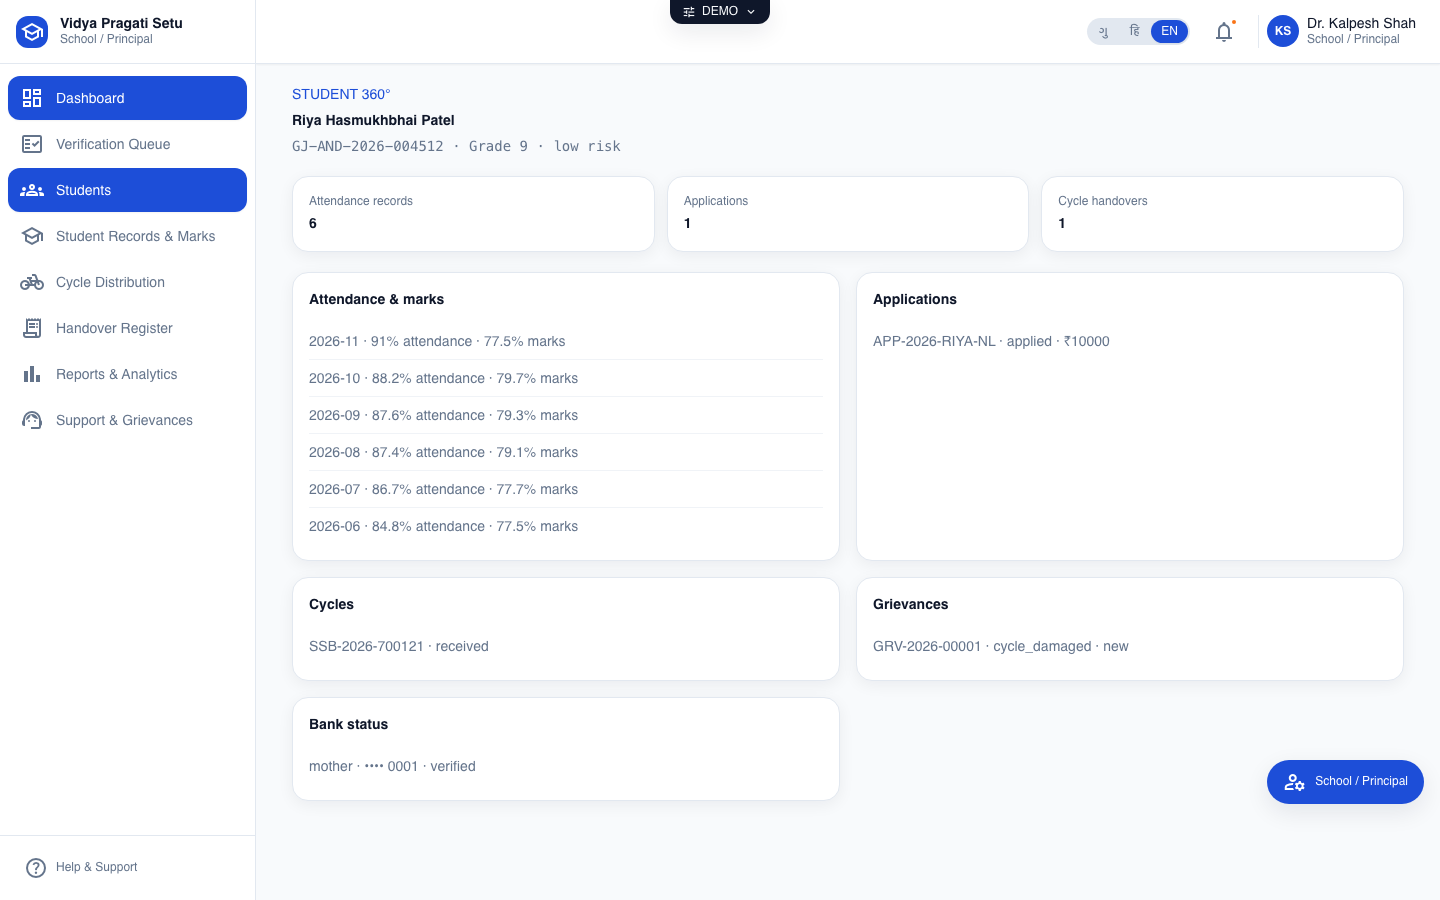 Vidya Pragati Setu
School / Principal
DEMO
ગુ
हि
EN
KS
Dr. Kalpesh Shah
School / Principal
Dashboard
Verification Queue
Students
Student Records & Marks
Cycle Distribution
Handover Register
Reports & Analytics
Support & Grievances
Help & Support
STUDENT 360°
Riya Hasmukhbhai Patel
GJ-AND-2026-004512 · Grade 9 · low risk
Attendance records
6
Applications
1
Cycle handovers
1
Attendance & marks
2026-11 · 91% attendance · 77.5% marks
2026-10 · 88.2% attendance · 79.7% marks
2026-09 · 87.6% attendance · 79.3% marks
2026-08 · 87.4% attendance · 79.1% marks
2026-07 · 86.7% attendance · 77.7% marks
2026-06 · 84.8% attendance · 77.5% marks
Applications
APP-2026-RIYA-NL · applied · ₹10000
Cycles
SSB-2026-700121 · received
Grievances
GRV-2026-00001 · cycle_damaged · new
Bank status
mother · •••• 0001 · verified
School / Principal